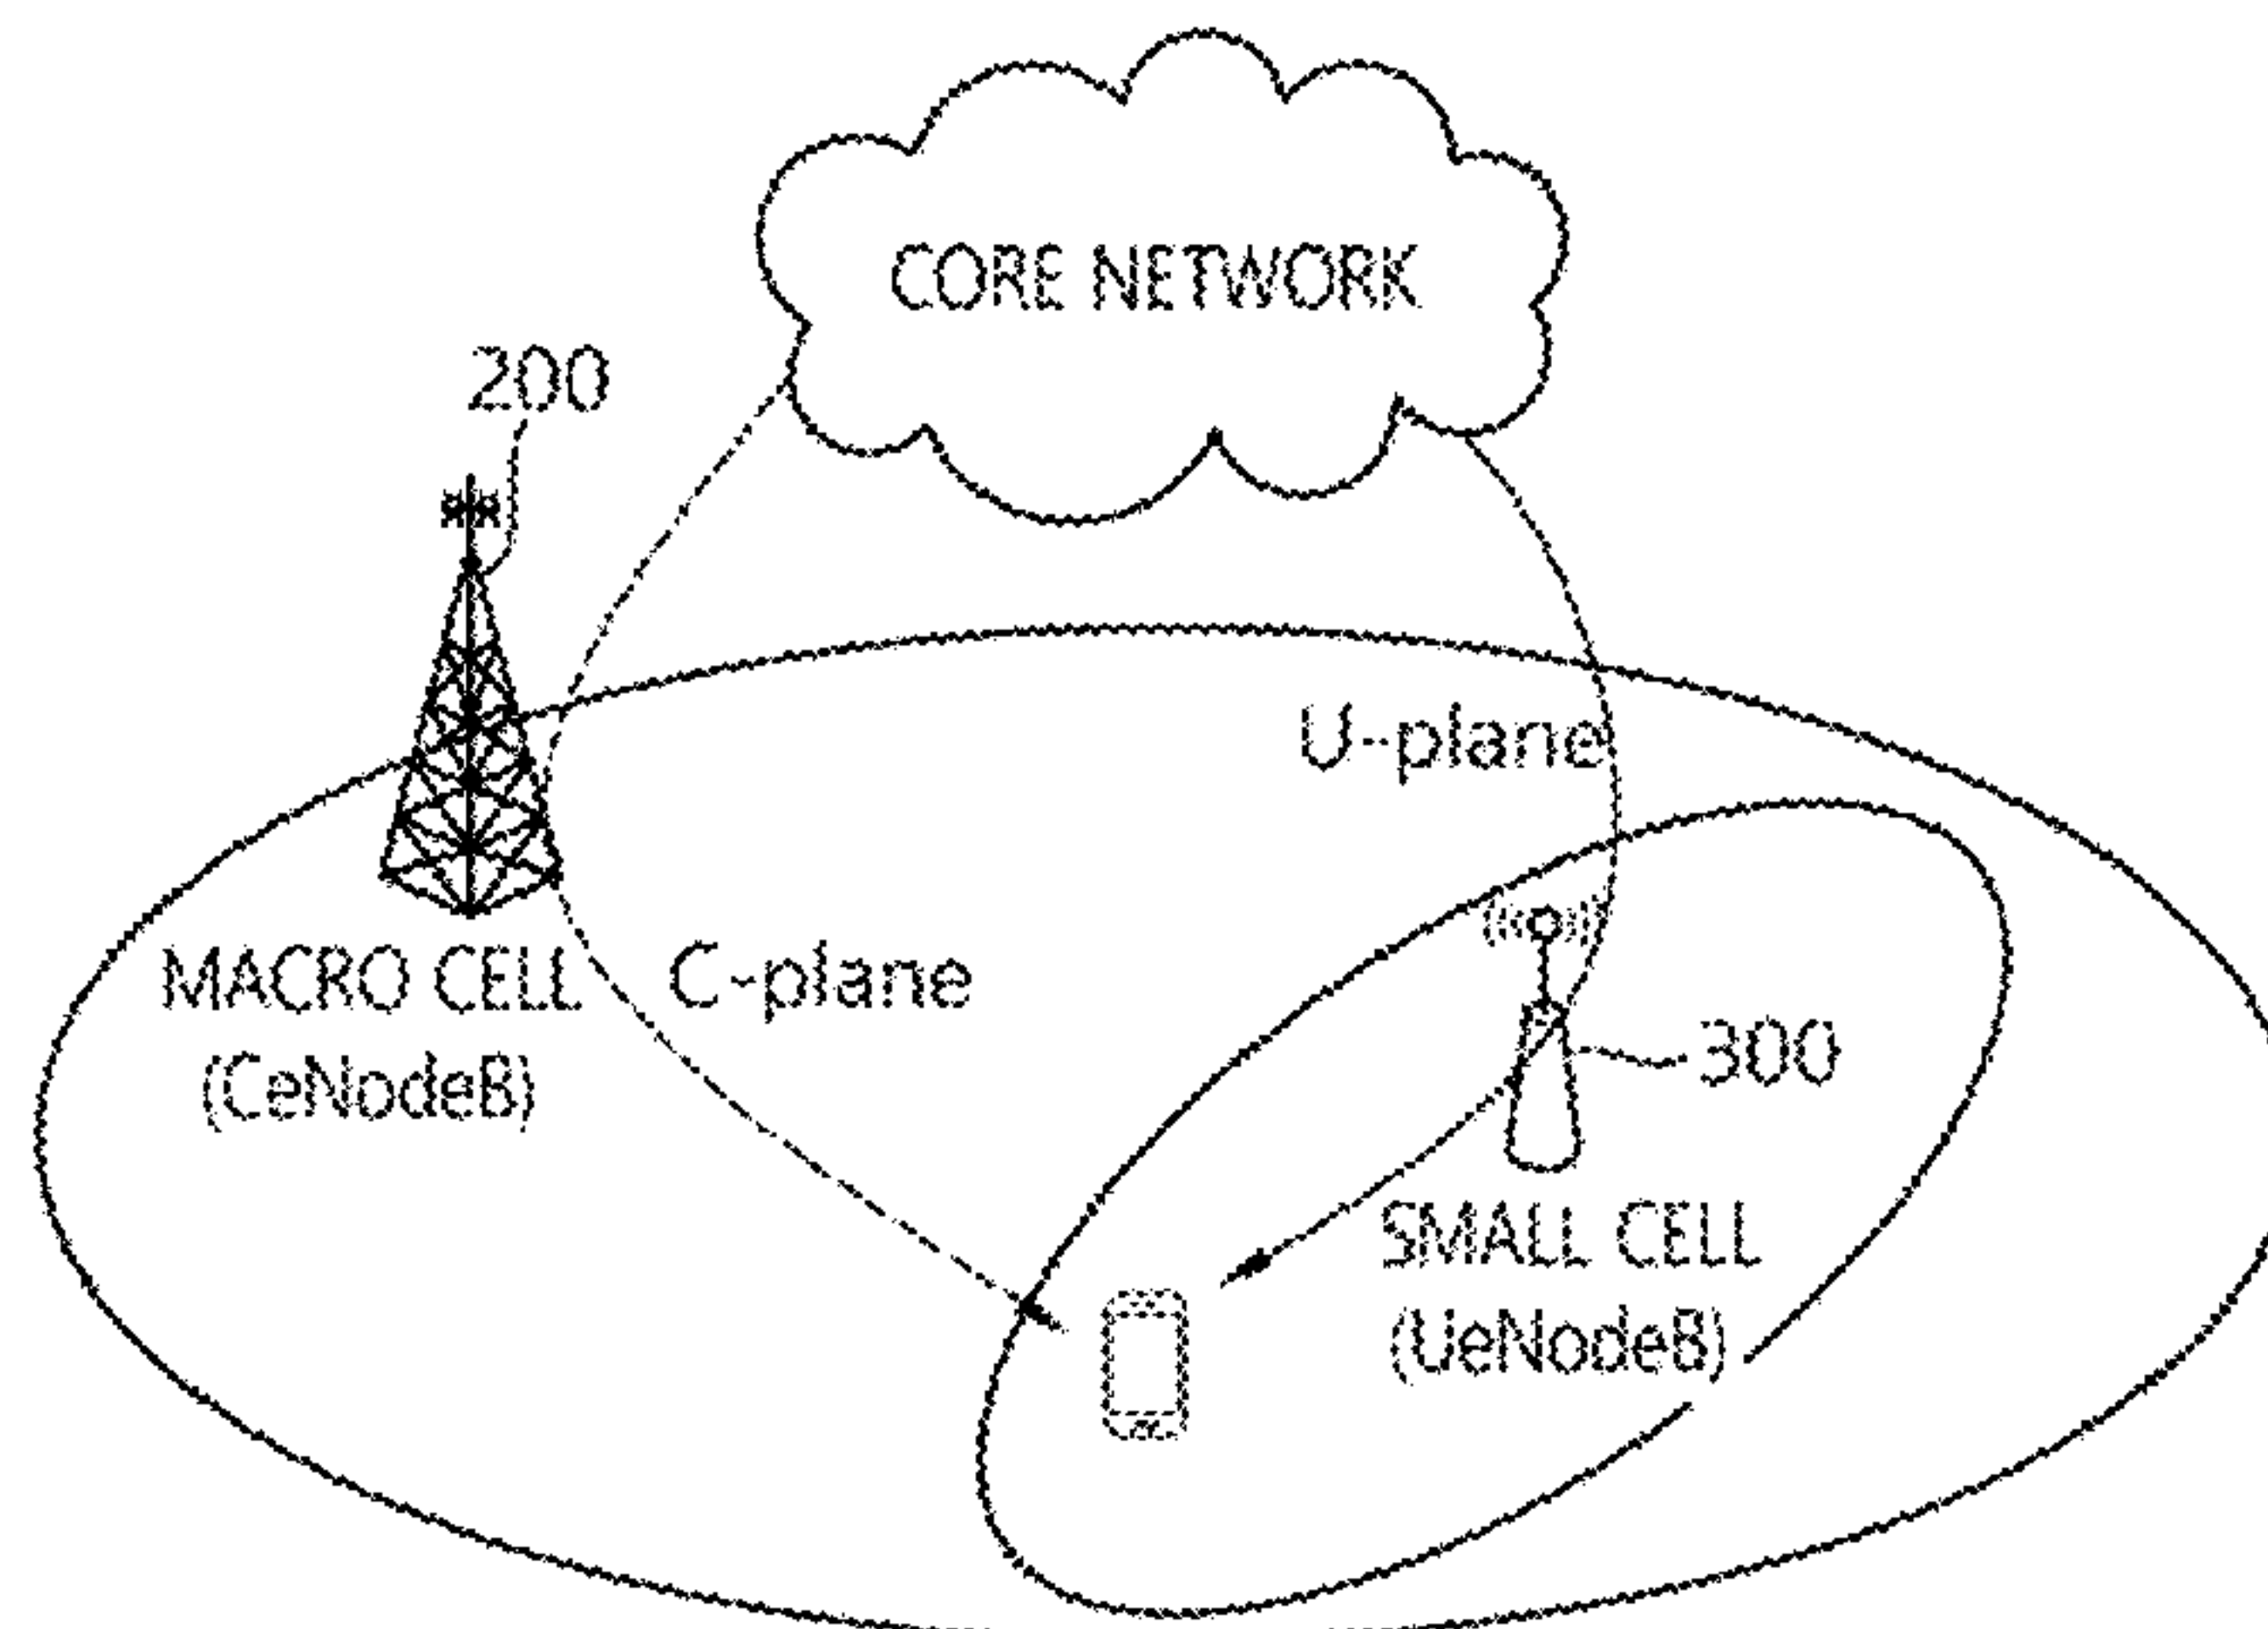 CORE NETWORK
200
U-plane
MACRO CELL
(CeNodeB)
C-plane
300
SMALL CELL
(UeNodeB)